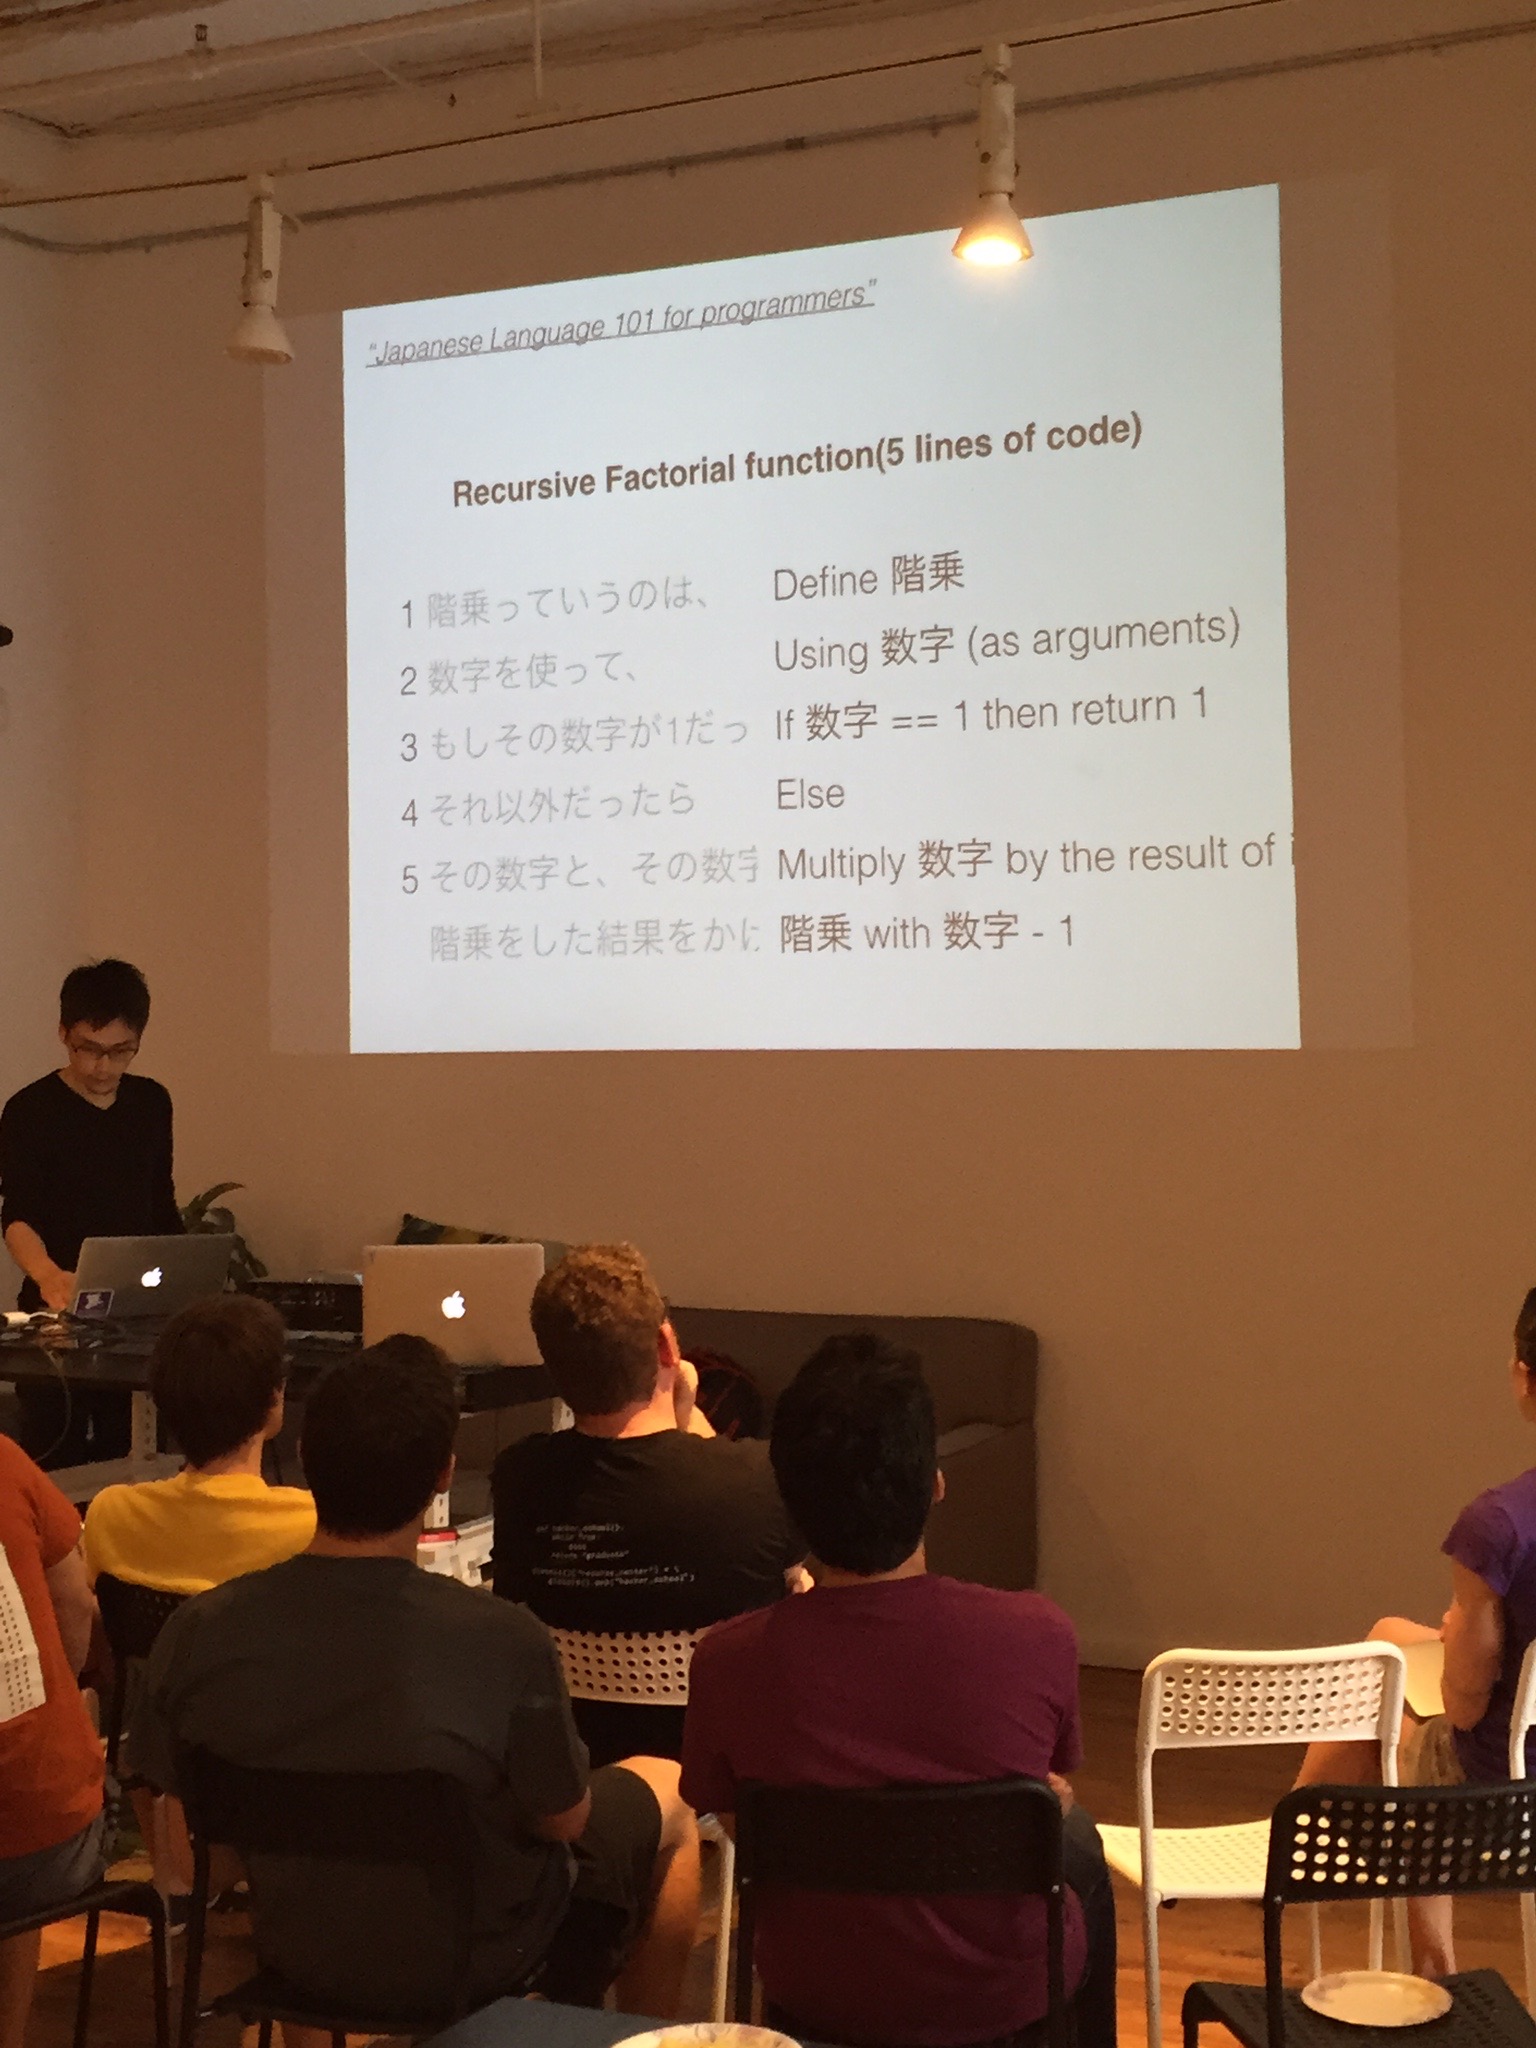 "Japanese Language 101 for programmers"
Recursive Factorial function(5 lines of code)
1 階乗っていうのは、
Define 階乗
2 数字を使って、
Using 数字 (as arguments)
3 もしその数字が1だっ
If 数字 == 1 then return 1
4 それ以外だったら
Else
5 その数字と、その数字
Multiply 数字 by the result of
階乗をした結果をかけ
階乗 with 数字 - 1